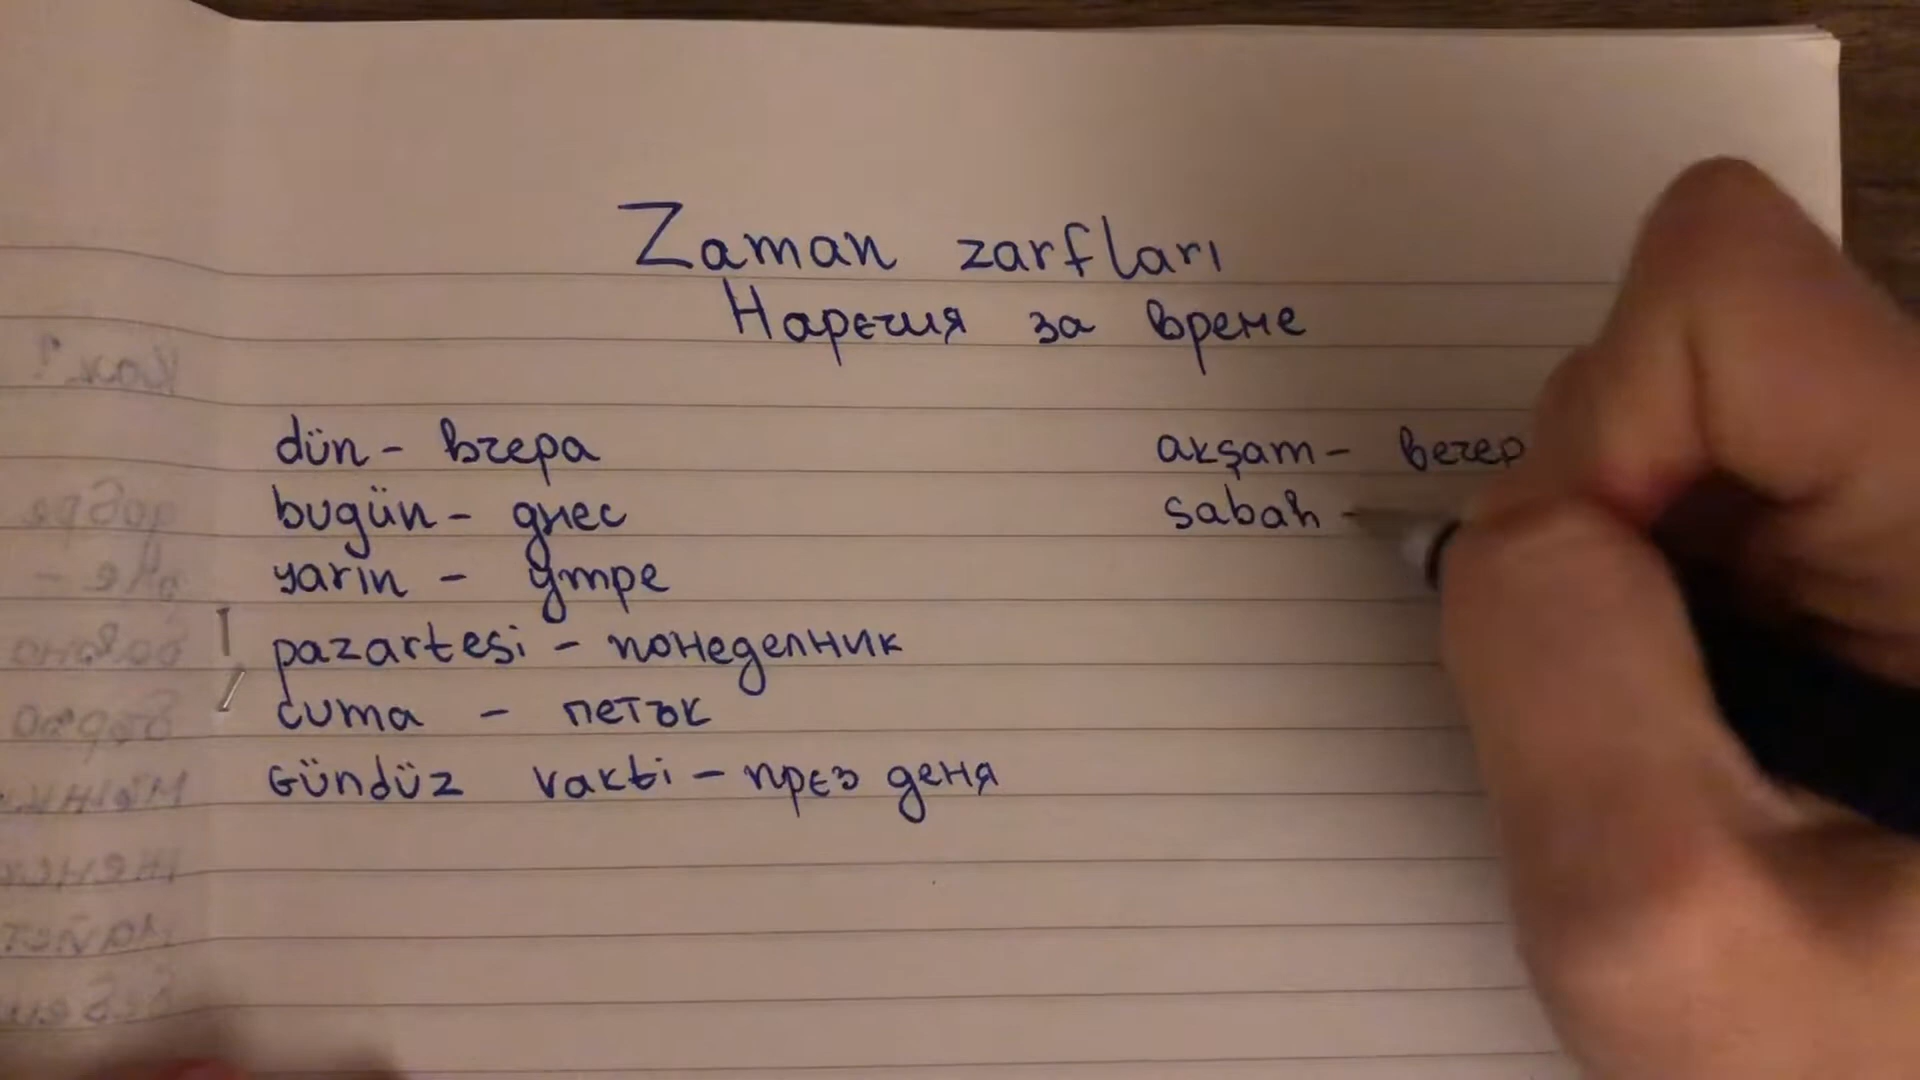 Zaman zarfları
Наречия за време
dün - вчера
bugün - днес
yarın - утре
pazartesi - понеделник
cuma - петък
Gündüz vakti - през деня
akşam - вечер
sabah -